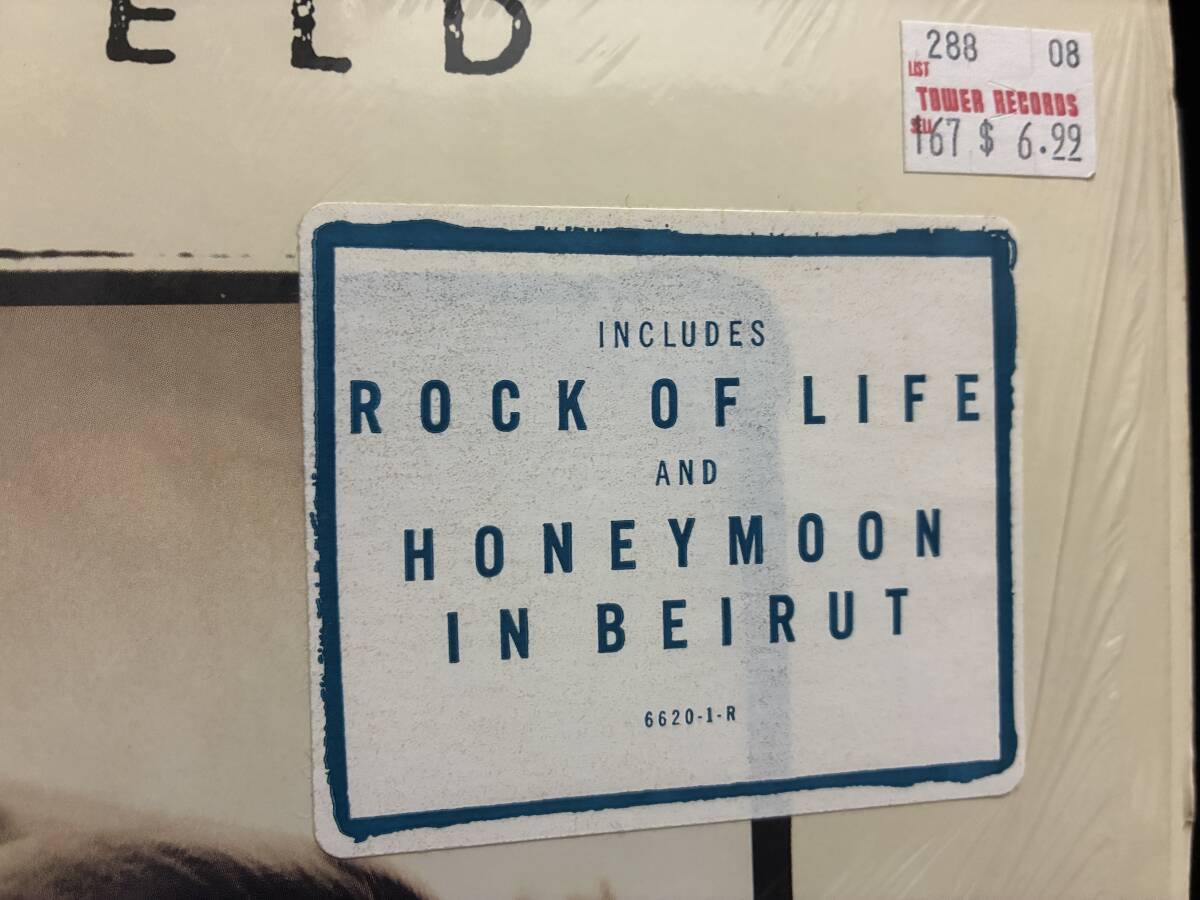 ELD
288 08
LIST
TOWER RECORDS
SELL
167 $ 6.99
INCLUDES
ROCK OF LIFE
AND
HONEYMOON
IN BEIRUT
6620-1-R